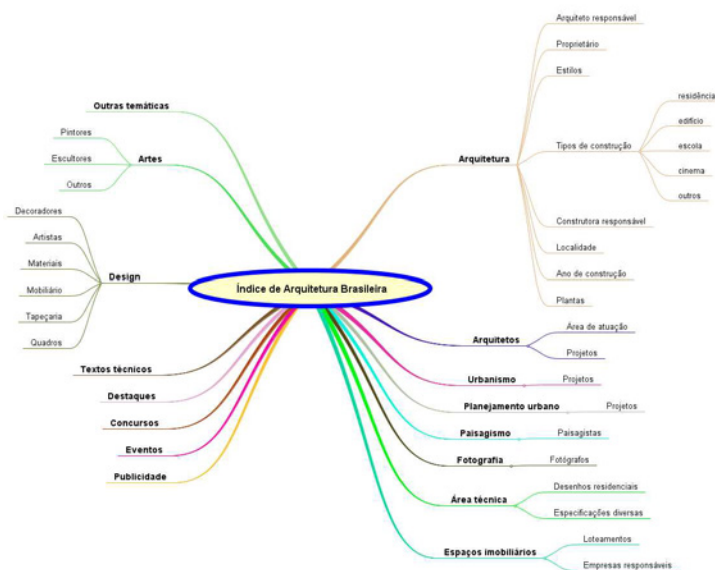 Índice de Arquitetura Brasileira
Outras temáticas
Artes
Pintores
Escultores
Outros
Design
Decoradores
Artistas
Materiais
Mobiliário
Tapeçaria
Quadros
Textos técnicos
Destaques
Concursos
Eventos
Publicidade
Arquitetura
Arquiteto responsável
Proprietário
Estilos
Tipos de construção
residência
edifício
escola
cinema
outros
Construtora responsável
Localidade
Ano de construção
Plantas
Arquitetos
Área de atuação
Projetos
Urbanismo
Projetos
Planejamento urbano
Projetos
Paisagismo
Paisagistas
Fotografia
Fotógrafos
Área técnica
Desenhos residenciais
Especificações diversas
Espaços imobiliários
Loteamentos
Empresas responsáveis